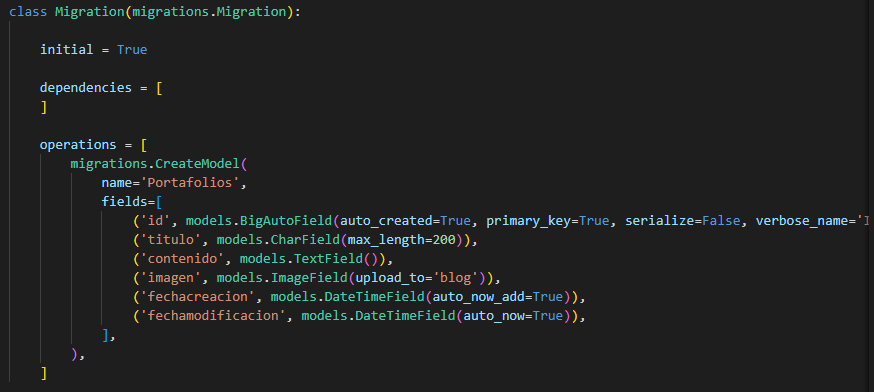 class Migration(migrations.Migration):
initial = True
dependencies = [
]
operations = [
migrations.CreateModel(
name='Portafolios',
fields=[
('id', models.BigAutoField(auto_created=True, primary_key=True, serialize=False, verbose_name='I
('titulo', models.CharField(max_length=200)),
('contenido', models.TextField()),
('imagen', models.ImageField(upload_to='blog')),
('fechacreacion', models.DateTimeField(auto_now_add=True)),
('fechamodificacion', models.DateTimeField(auto_now=True)),
],
),
]